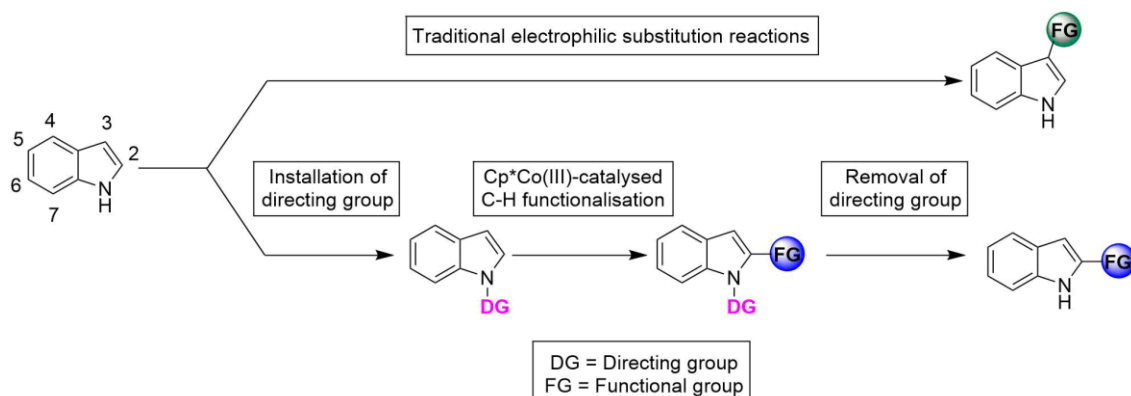 Traditional electrophilic substitution reactions
FG
N
H
4
3
5
2
6
7
N
H
Installation of
directing group
Cp*Co(III)-catalysed
C-H functionalisation
Removal of
directing group
N
DG
FG
N
DG
FG
N
H
DG = Directing group
FG = Functional group